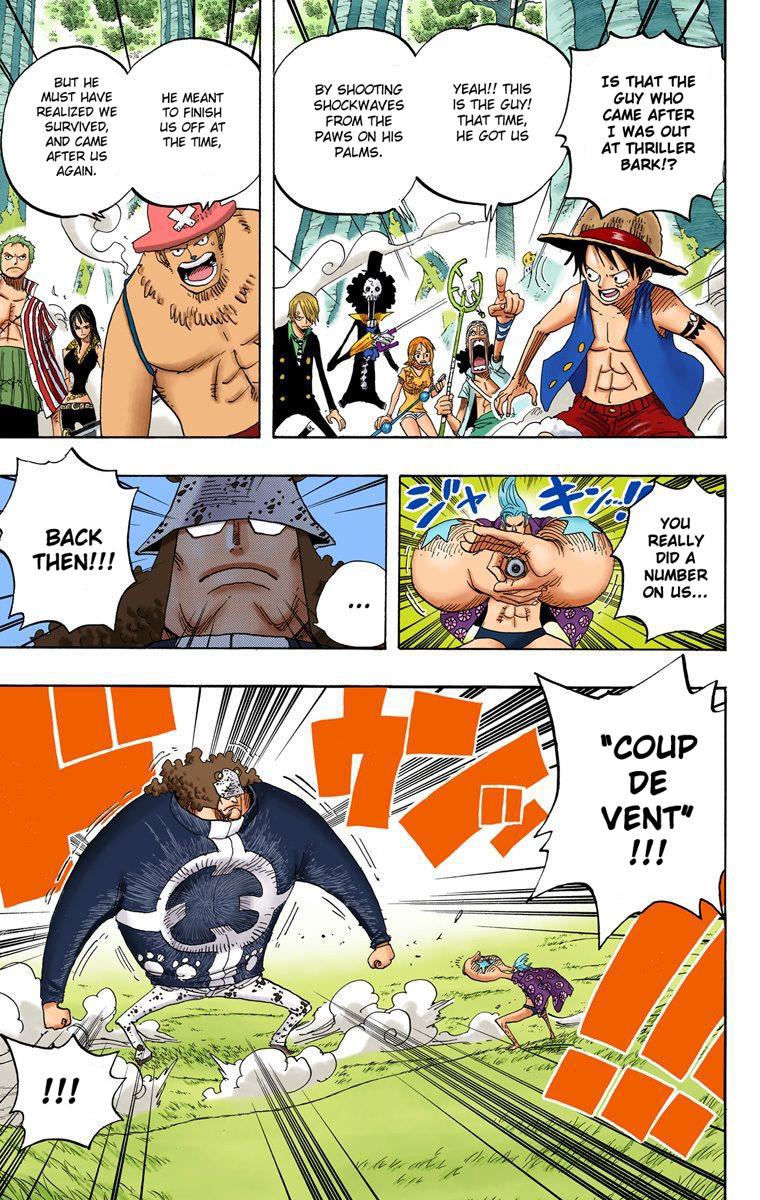 IS THAT THE
GUY WHO
CAME AFTER
I WAS OUT
AT THRILLER
BARK!?
YEAH!! THIS
IS THE GUY!
THAT TIME,
HE GOT US
BY SHOOTING
SHOCKWAVES
FROM THE
PAWS ON HIS
PALMS.
HE MEANT
TO FINISH
US OFF AT
THE TIME,
BUT HE
MUST HAVE
REALIZED WE
SURVIVED,
AND CAME
AFTER US
AGAIN.
YOU
REALLY
DID A
NUMBER
ON US...
ジャキン...!!
...
BACK
THEN!!!
"COUP
DE
VENT"
!!!
!!!
!!!